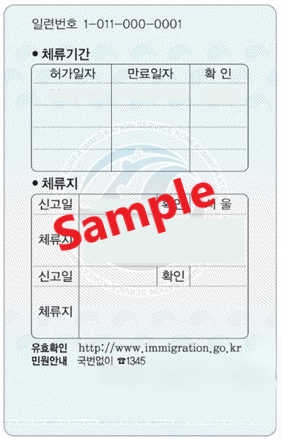 일련번호 1-011-000-0001
• 체류기간
허가일자 만료일자 확 인
• 체류지
신고일 확인 서울
체류지
Sample
신고일 확인
체류지
유효확인 http://www.immigration.go.kr
민원안내 국번없이 ☎1345